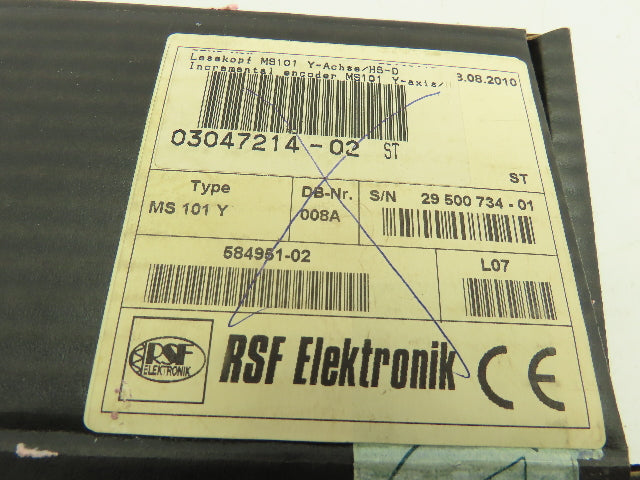 Lesekopf MS101 Y-Achse/HS-D
Incremental encoder MS101 Y-axis/
3.08.2010
03047214-02 ST
ST
Type
MS 101 Y
DB-Nr.
008A
S/N 29 500 734 - 01
584951-02
L07
RSF
ELEKTRONIK
RSF Elektronik CE